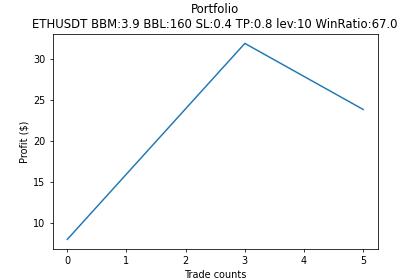 Portfolio
ETHUSDT BBM:3.9 BBL:160 SL:0.4 TP:0.8 lev:10 WinRatio:67.0
Profit ($)
30
25
20
15
10
0 1 2 3 4 5
Trade counts